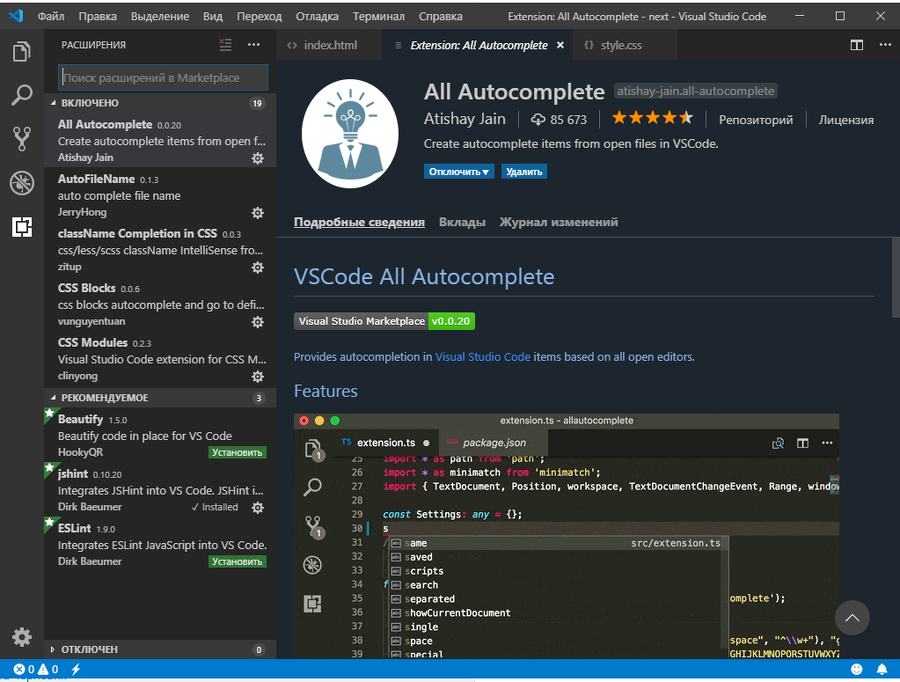 Файл Правка Выделение Вид Переход Отладка Терминал Справка Extension: All Autocomplete - next - Visual Studio Code
РАСШИРЕНИЯ
Поиск расширений в Marketplace
ВКЛЮЧЕНО 19
All Autocomplete 0.0.20
Create autocomplete items from open f...
Atishay Jain
AutoFileName 0.1.3
auto complete file name
JerryHong
className Completion in CSS 0.0.3
css/less/scss className IntelliSense fro...
zitup
CSS Blocks 0.0.6
css blocks autocomplete and go to defi...
vunguyentuan
CSS Modules 0.2.3
Visual Studio Code extension for CSS M...
clinyong
РЕКОМЕНДУЕМОЕ 3
Beautify 1.5.0
Beautify code in place for VS Code
HookyQR Установить
jshint 0.10.20
Integrates JSHint into VS Code. JSHint i...
Dirk Baeumer ✓ Installed
ESLint 1.9.0
Integrates ESLint JavaScript into VS Code.
Dirk Baeumer Установить
ОТКЛЮЧЕН 0
index.html Extension: All Autocomplete style.css
All Autocomplete atishay-jain.all-autocomplete
Atishay Jain 85 673 Репозиторий Лицензия
Create autocomplete items from open files in VSCode.
Отключить Удалить
Подробные сведения Вклады Журнал изменений
VSCode All Autocomplete
Visual Studio Marketplace v0.0.20
Provides autocompletion in Visual Studio Code items based on all open editors.
Features
extension.ts - allautocomplete
TS extension.ts package.json
25 import * as path from 'path';
26 import * as minimatch from 'minimatch';
27 import { TextDocument, Position, workspace, TextDocumentChangeEvent, Range, window
28
29 const Settings: any = {};
30 s
31 / same src/extension.ts
32 saved
33 scripts
34 f search
35 separated omplete');
36 showCurrentDocument
37 single
38 space space", "^\\w+"), "g
39 special GHIJKLMNOPORSTUVWXYZ
1
1
0 0